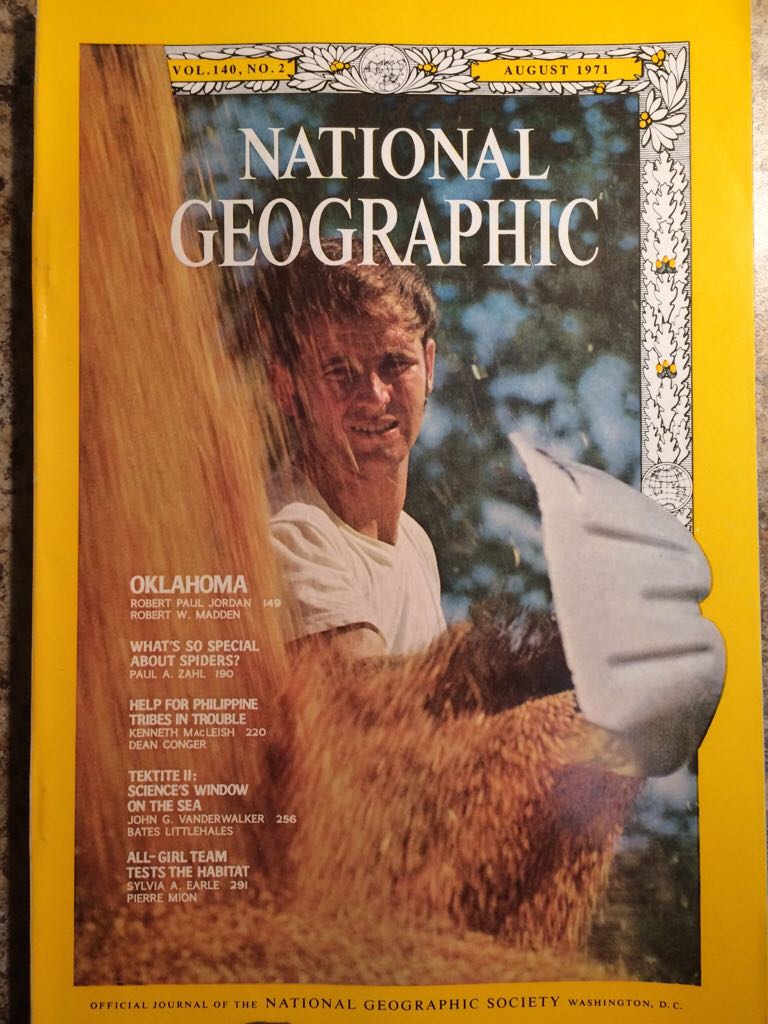 VOL. 140, NO. 2
AUGUST 1971
NATIONAL
GEOGRAPHIC
OKLAHOMA
ROBERT PAUL JORDAN 149
ROBERT W. MADDEN
WHAT'S SO SPECIAL
ABOUT SPIDERS?
PAUL A. ZAHL 190
HELP FOR PHILIPPINE
TRIBES IN TROUBLE
KENNETH MacLEISH 220
DEAN CONGER
TEKTITE II:
SCIENCE'S WINDOW
ON THE SEA
JOHN G. VANDERWALKER 256
BATES LITTLEHALES
ALL-GIRL TEAM
TESTS THE HABITAT
SYLVIA A. EARLE 291
PIERRE MION
OFFICIAL JOURNAL OF THE NATIONAL GEOGRAPHIC SOCIETY WASHINGTON, D.C.